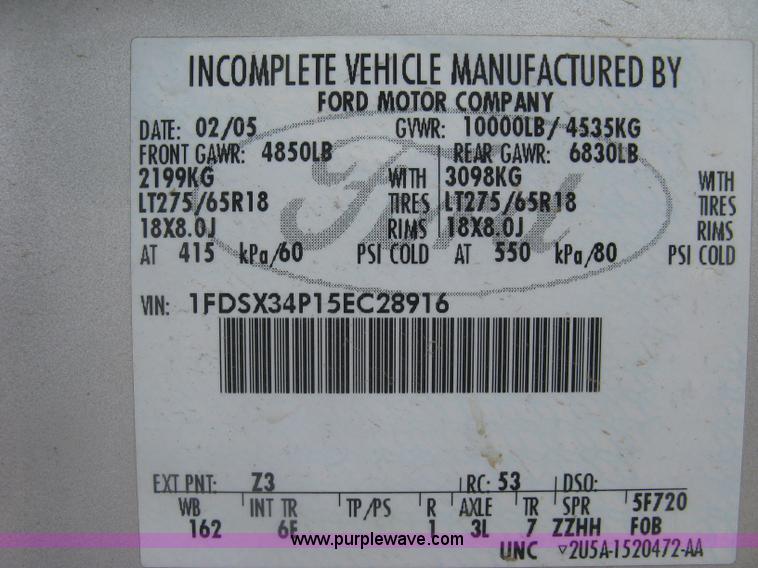 INCOMPLETE VEHICLE MANUFACTURED BY
FORD MOTOR COMPANY
DATE: 02/05 GVWR: 10000LB/ 4535KG
FRONT GAWR: 4850LB REAR GAWR: 6830LB
2199KG WITH 3098KG WITH
LT275/65R18 TIRES LT275/65R18 TIRES
18X8.0J RIMS 18X8.0J RIMS
AT 415 kPa/60 PSI COLD AT 550 kPa/80 PSI COLD
Ford
VIN: 1FDSX34P15EC28916
EXT PNT: Z3 RC: 53 DSO:
WB INT TR TP/PS R AXLE TR SPR 5F720
162 6E 1 3L 7 ZZHH FOB
www.purplewave.com
UNC ▽2U5A-1520472-AA